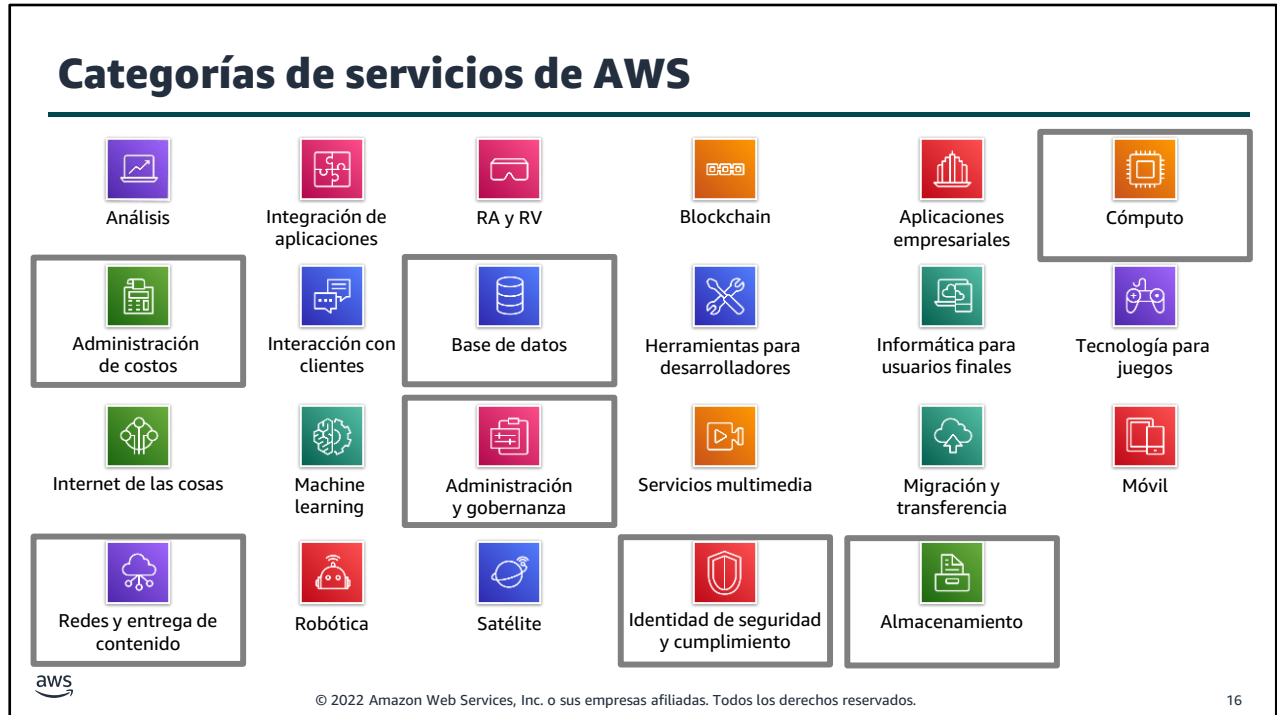 Categorías de servicios de AWS
Análisis
Integración de
aplicaciones
RA y RV
Blockchain
Aplicaciones
empresariales
Cómputo
Administración
de costos
Interacción con
clientes
Base de datos
Herramientas para
desarrolladores
Informática para
usuarios finales
Tecnología para
juegos
Internet de las cosas
Machine
learning
Administración
y gobernanza
Servicios multimedia
Migración y
transferencia
Móvil
Redes y entrega de
contenido
Robótica
Satélite
Identidad de seguridad
y cumplimiento
Almacenamiento
aws
© 2022 Amazon Web Services, Inc. o sus empresas afiliadas. Todos los derechos reservados.
16